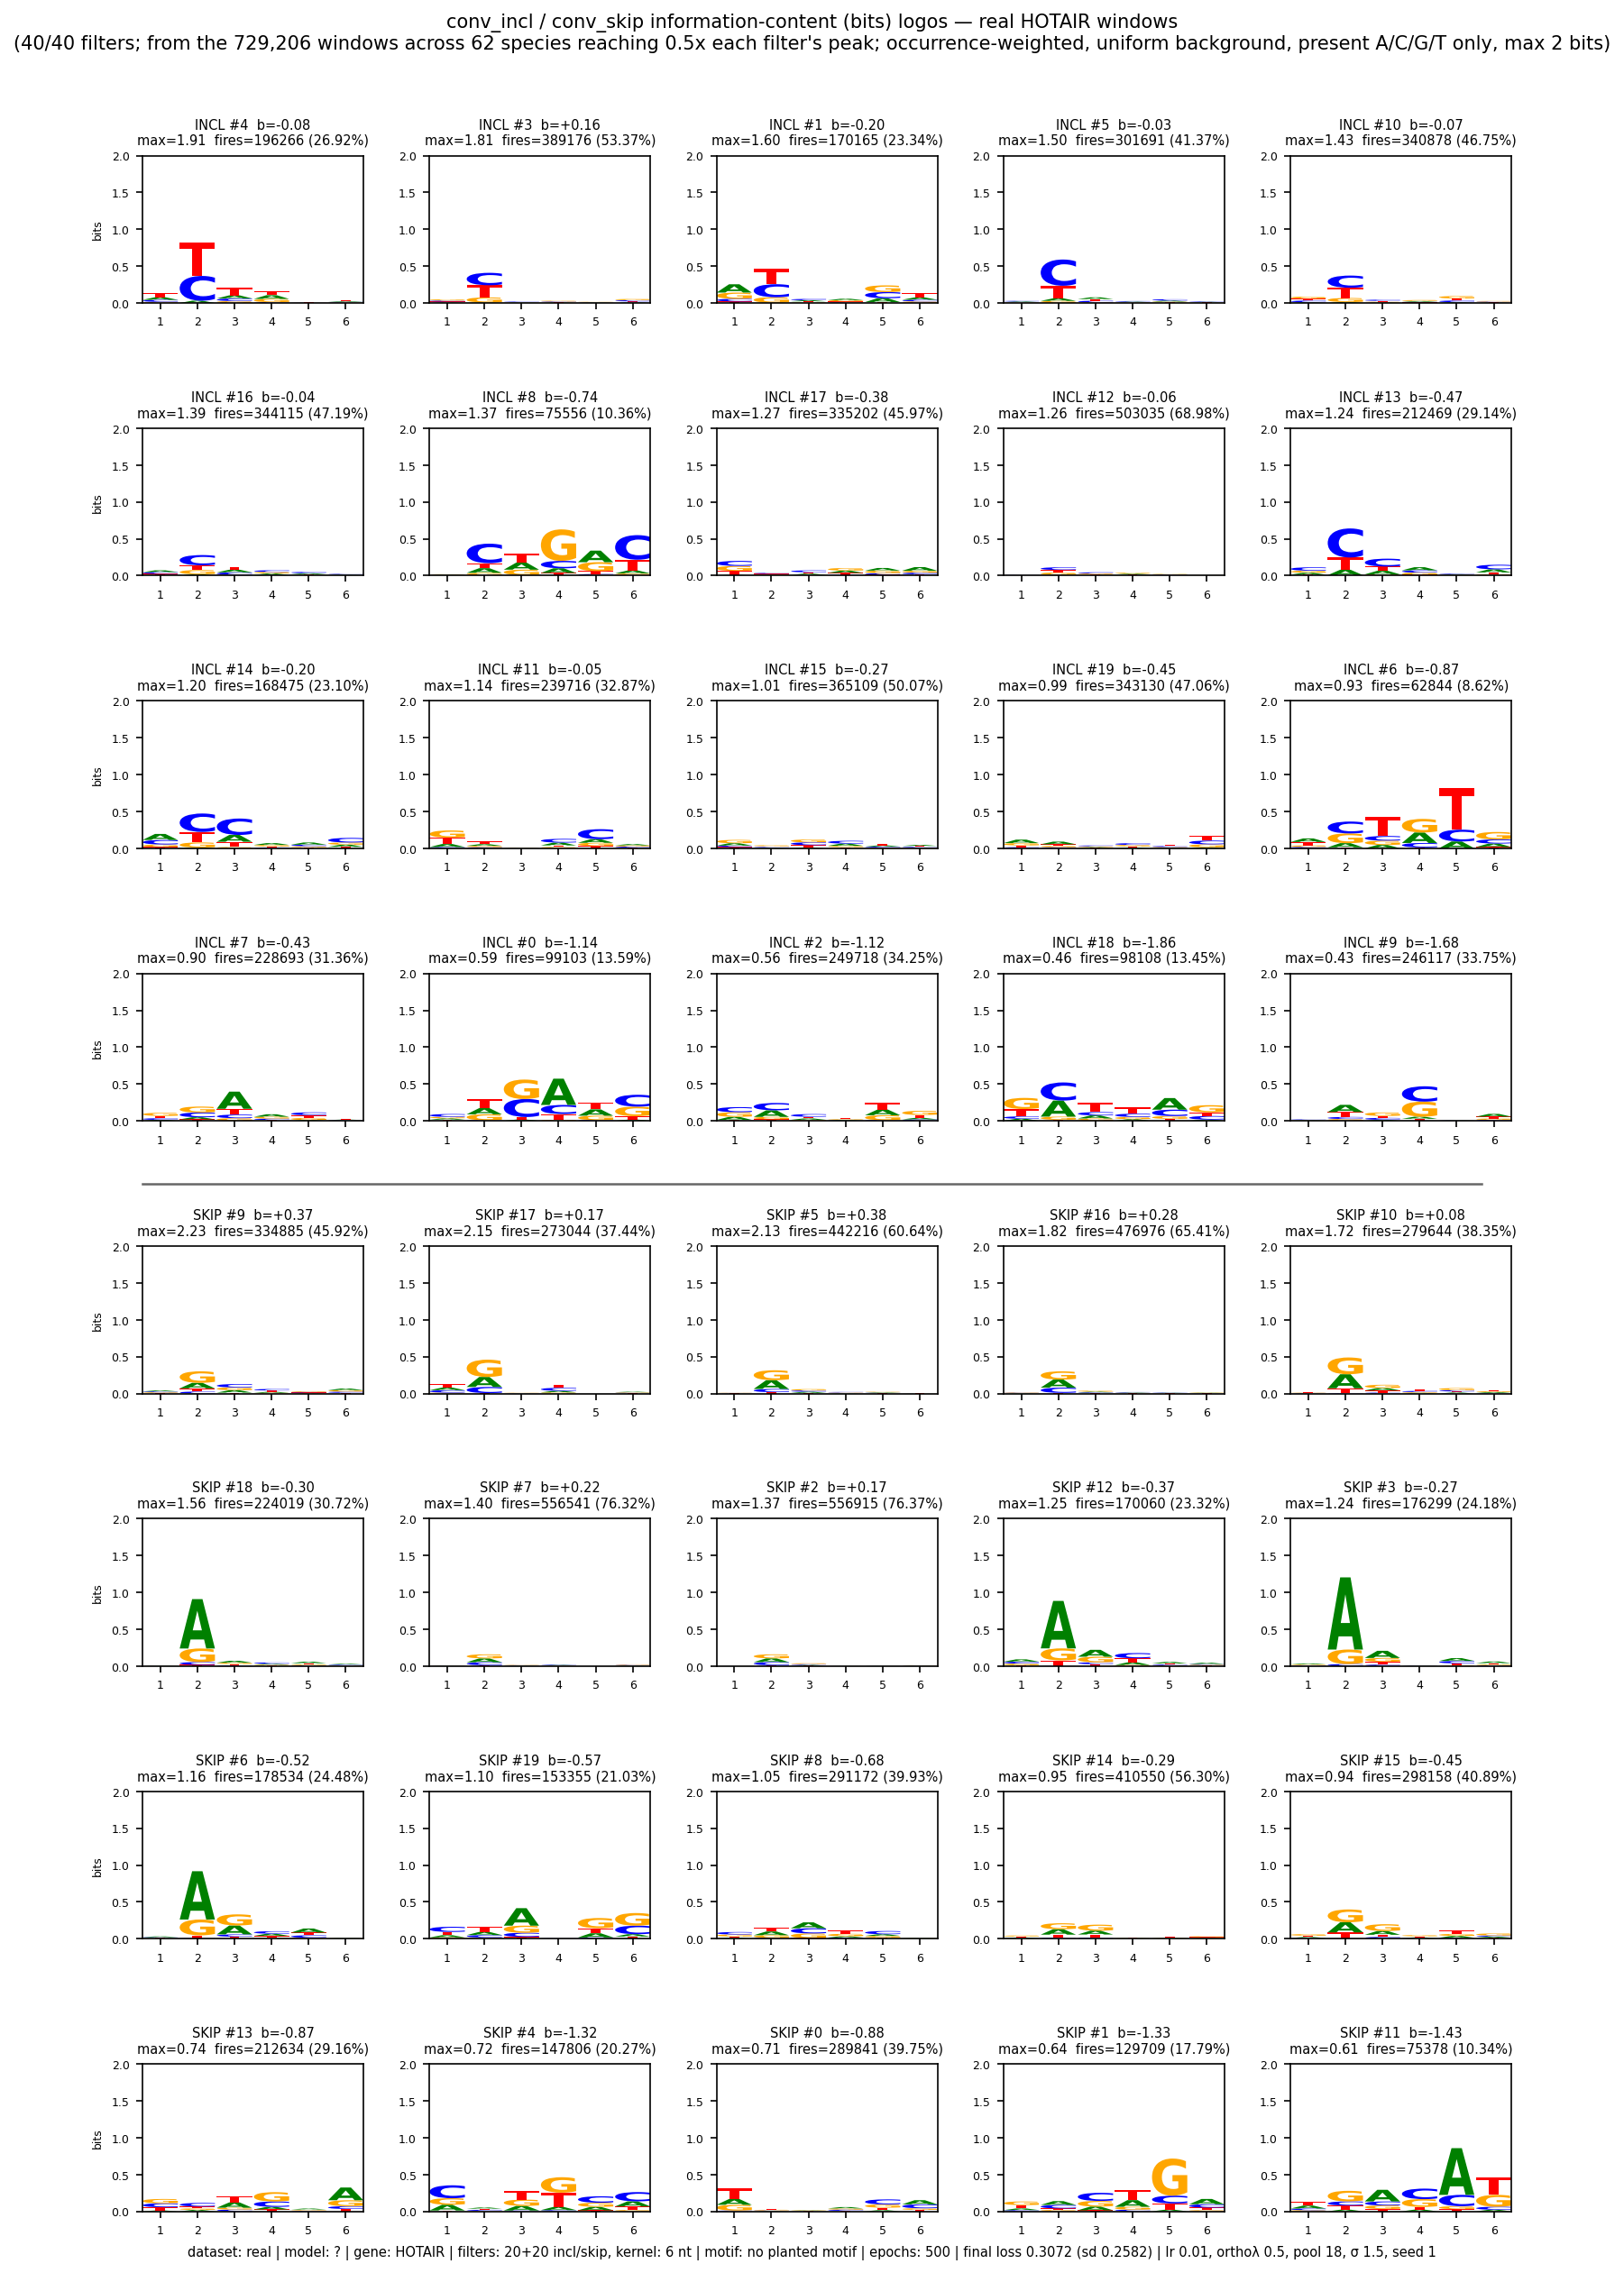 conv_incl / conv_skip information-content (bits) logos — real HOTAIR windows
(40/40 filters; from the 729,206 windows across 62 species reaching 0.5x each filter's peak; occurrence-weighted, uniform background, present A/C/G/T only, max 2 bits)
INCL #4 b=-0.08
max=1.91 fires=196266 (26.92%)
INCL #3 b=+0.16
max=1.81 fires=389176 (53.37%)
INCL #1 b=-0.20
max=1.60 fires=170165 (23.34%)
INCL #5 b=-0.03
max=1.50 fires=301691 (41.37%)
INCL #10 b=-0.07
max=1.43 fires=340878 (46.75%)
INCL #16 b=-0.04
max=1.39 fires=344115 (47.19%)
INCL #8 b=-0.74
max=1.37 fires=75556 (10.36%)
INCL #17 b=-0.38
max=1.27 fires=335202 (45.97%)
INCL #12 b=-0.06
max=1.26 fires=503035 (68.98%)
INCL #13 b=-0.47
max=1.24 fires=212469 (29.14%)
INCL #14 b=-0.20
max=1.20 fires=168475 (23.10%)
INCL #11 b=-0.05
max=1.14 fires=239716 (32.87%)
INCL #15 b=-0.27
max=1.01 fires=365109 (50.07%)
INCL #19 b=-0.45
max=0.99 fires=343130 (47.06%)
INCL #6 b=-0.87
max=0.93 fires=62844 (8.62%)
INCL #7 b=-0.43
max=0.90 fires=228693 (31.36%)
INCL #0 b=-1.14
max=0.59 fires=99103 (13.59%)
INCL #2 b=-1.12
max=0.56 fires=249718 (34.25%)
INCL #18 b=-1.86
max=0.46 fires=98108 (13.45%)
INCL #9 b=-1.68
max=0.43 fires=246117 (33.75%)
SKIP #9 b=+0.37
max=2.23 fires=334885 (45.92%)
SKIP #17 b=+0.17
max=2.15 fires=273044 (37.44%)
SKIP #5 b=+0.38
max=2.13 fires=442216 (60.64%)
SKIP #16 b=+0.28
max=1.82 fires=476976 (65.41%)
SKIP #10 b=+0.08
max=1.72 fires=279644 (38.35%)
SKIP #18 b=-0.30
max=1.56 fires=224019 (30.72%)
SKIP #7 b=+0.22
max=1.40 fires=556541 (76.32%)
SKIP #2 b=+0.17
max=1.37 fires=556915 (76.37%)
SKIP #12 b=-0.37
max=1.25 fires=170060 (23.32%)
SKIP #3 b=-0.27
max=1.24 fires=176299 (24.18%)
SKIP #6 b=-0.52
max=1.16 fires=178534 (24.48%)
SKIP #19 b=-0.57
max=1.10 fires=153355 (21.03%)
SKIP #8 b=-0.68
max=1.05 fires=291172 (39.93%)
SKIP #14 b=-0.29
max=0.95 fires=410550 (56.30%)
SKIP #15 b=-0.45
max=0.94 fires=298158 (40.89%)
SKIP #13 b=-0.87
max=0.74 fires=212634 (29.16%)
SKIP #4 b=-1.32
max=0.72 fires=147806 (20.27%)
SKIP #0 b=-0.88
max=0.71 fires=289841 (39.75%)
SKIP #1 b=-1.33
max=0.64 fires=129709 (17.79%)
SKIP #11 b=-1.43
max=0.61 fires=75378 (10.34%)
dataset: real | model: ? | gene: HOTAIR | filters: 20+20 incl/skip, kernel: 6 nt | motif: no planted motif | epochs: 500 | final loss 0.3072 (sd 0.2582) | lr 0.01, orthoλ 0.5, pool 18, σ 1.5, seed 1